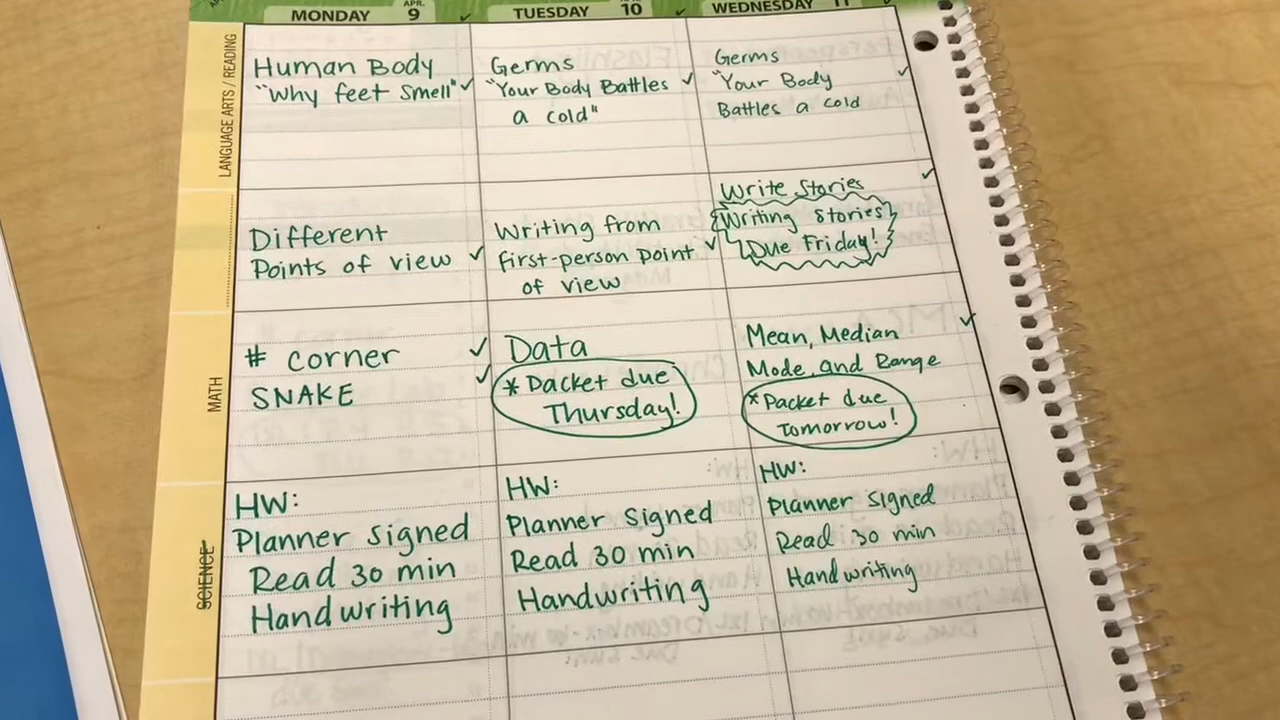 MONDAY APR. 9 ✓
TUESDAY 10 ✓
WEDNESDAY 11 ✓
LANGUAGE ARTS / READING
Human Body
"Why feet Smell" ✓
Germs
"Your Body Battles ✓
a cold"
Germs
"Your Body ✓
Battles a cold
Different
Points of view ✓
Writing from
first-person point ✓
of view
Write Stories ✓
Writing Stories
Due Friday!
MATH
# corner ✓
SNAKE ✓
Data
* Packet due
Thursday!
Mean, Median ✓
Mode, and Range
*Packet due
Tomorrow!
SCIENCE
HW:
Planner signed
Read 30 min
Handwriting
HW:
Planner signed
Read 30 min
Handwriting
HW:
Planner signed
Read 30 min
Handwriting